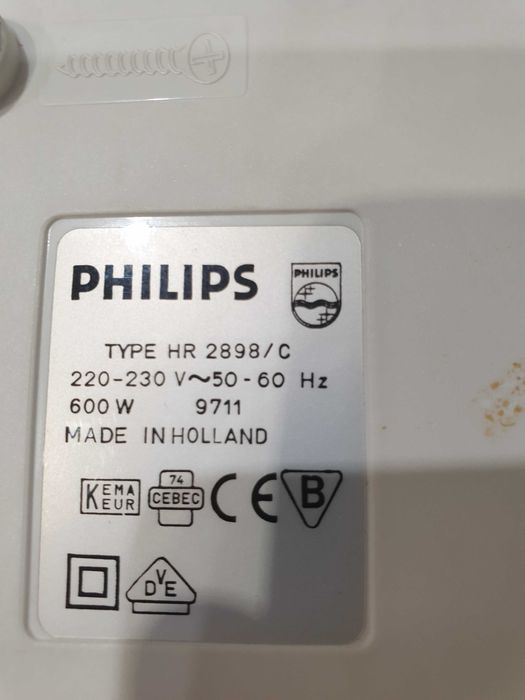 PHILIPS
PHILIPS
TYPE HR 2898/C
220-230 V~50-60 Hz
600 W 9711
MADE IN HOLLAND
KEMA
EUR
74
CEBEC
CE
B
DVE